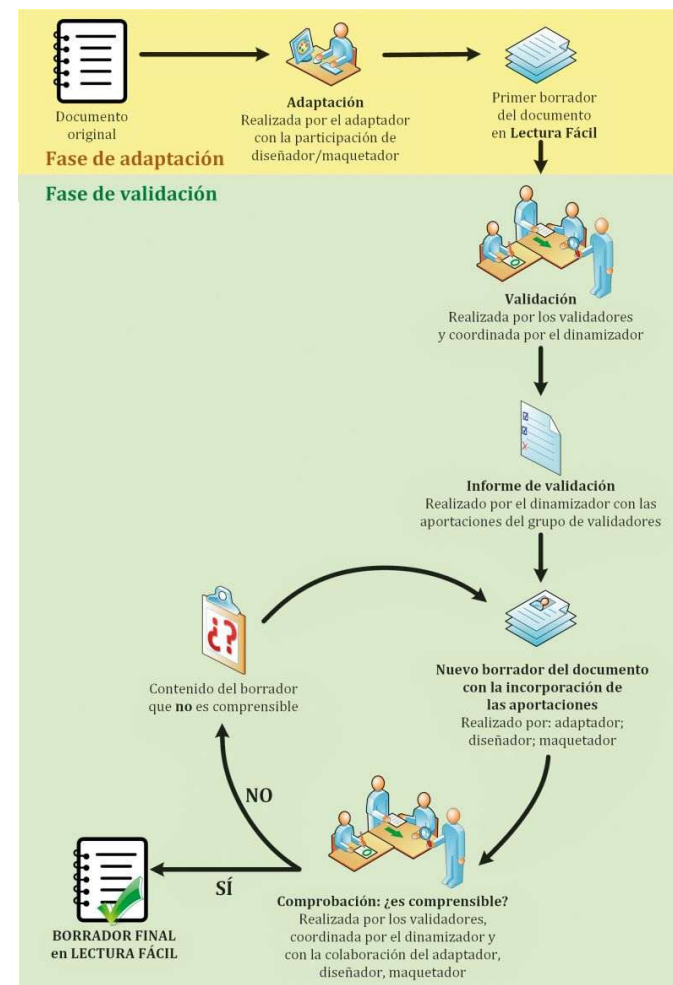 Documento
original
Adaptación
Realizada por el adaptador
con la participación de
diseñador/maquetador
Primer borrador
del documento
en Lectura Fácil
Fase de adaptación
Fase de validación
Validación
Realizada por los validadores
y coordinada por el dinamizador
Informe de validación
Realizado por el dinamizador con las
aportaciones del grupo de validadores
Nuevo borrador del documento
con la incorporación de
las aportaciones
Realizado por: adaptador;
diseñador; maquetador
¿?
Contenido del borrador
que no es comprensible
NO
SÍ
Comprobación: ¿es comprensible?
Realizada por los validadores,
coordinada por el dinamizador y
con la colaboración del adaptador,
diseñador, maquetador
BORRADOR FINAL
en LECTURA FÁCIL